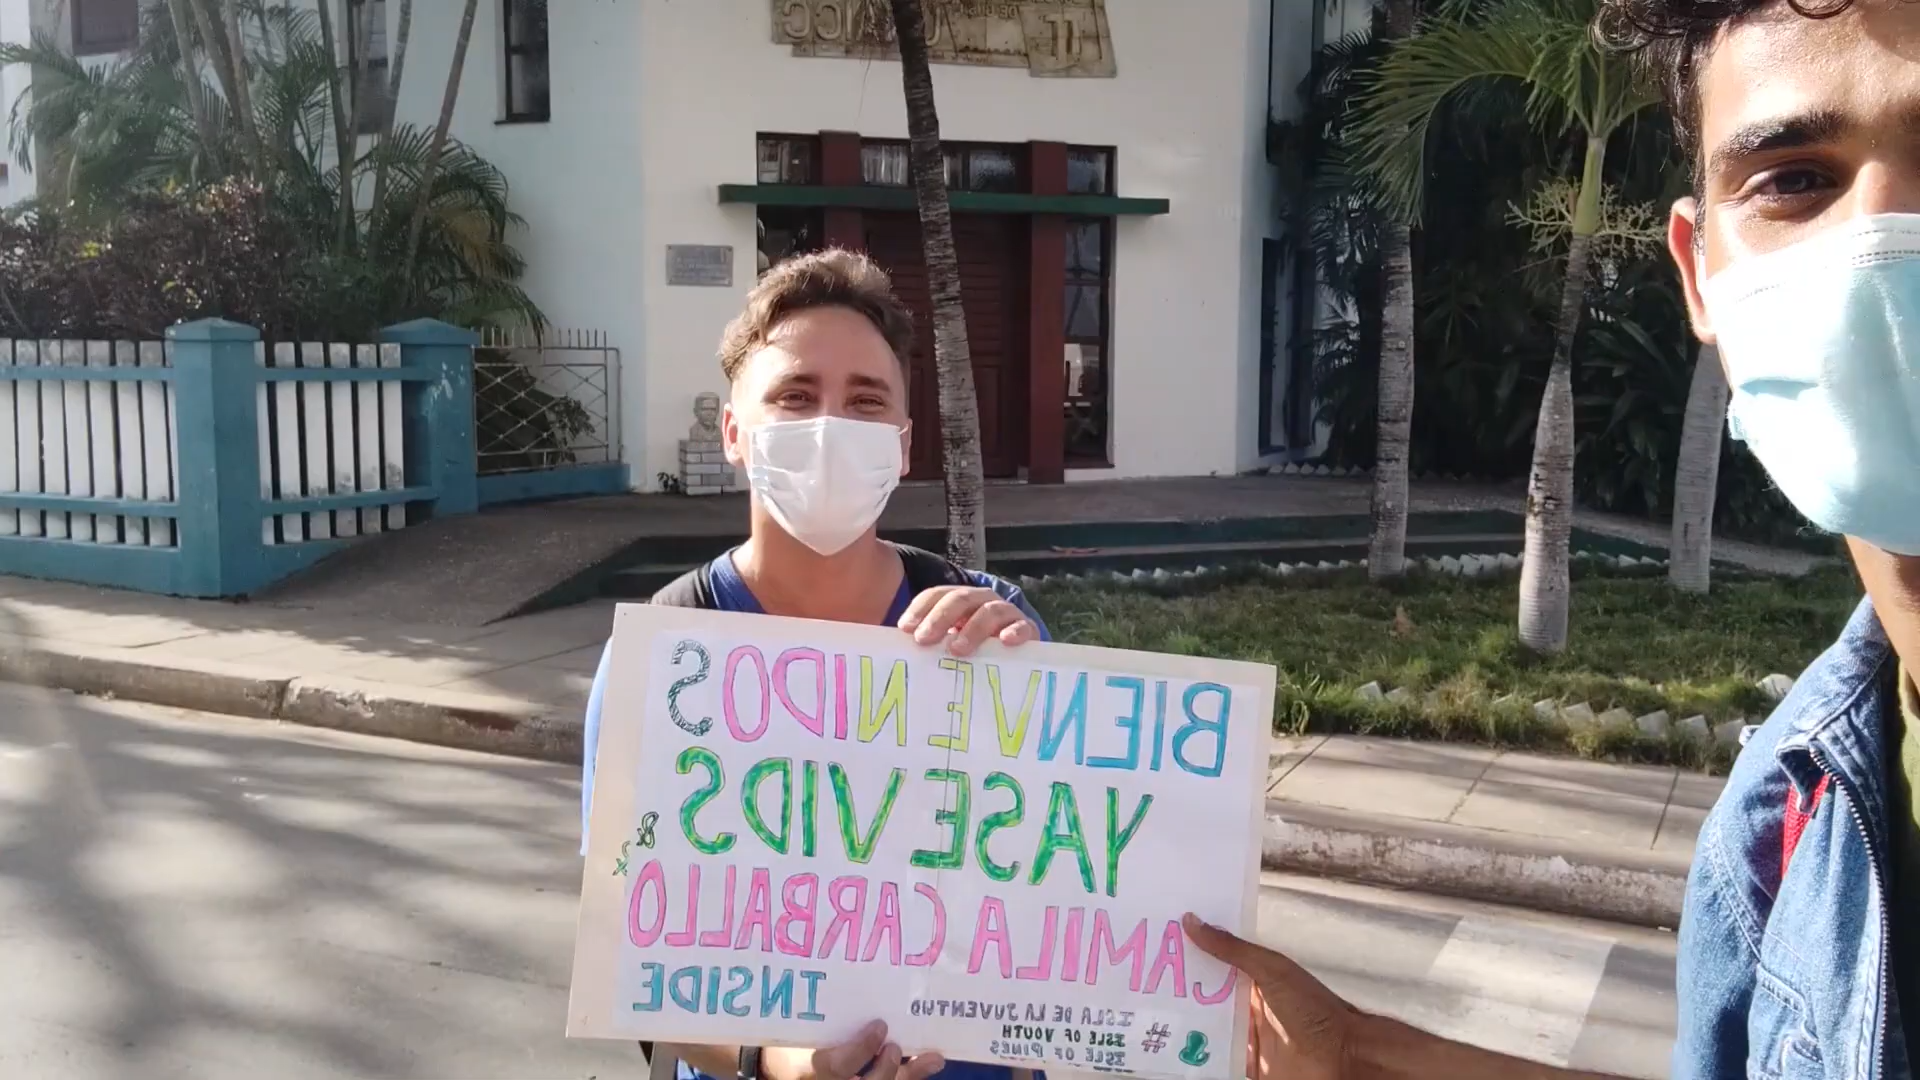 BIENVENIDOS
YASEVIDS
&
CAMILA CARBALLO
INSIDE
# ISLA DE LA JUVENTUD
ISLE OF YOUTH
ISLE OF PINES